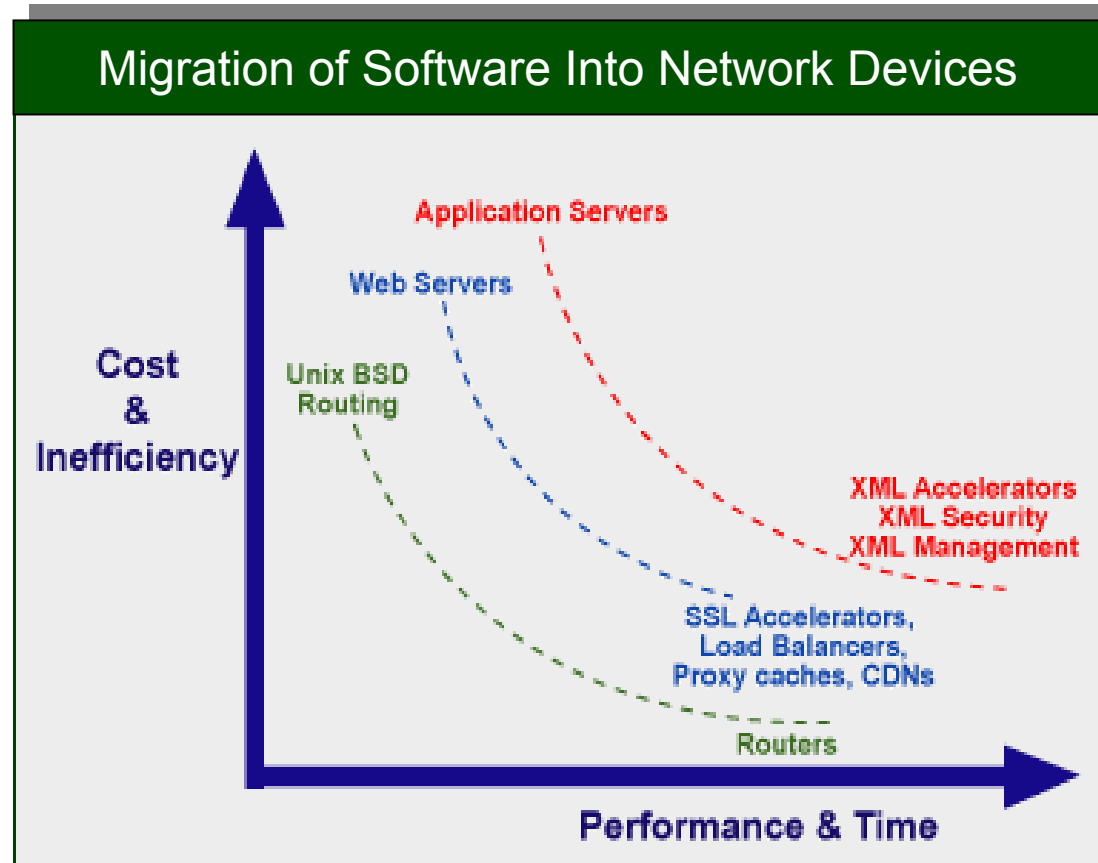 Migration of Software Into Network Devices
Application Servers
Web Servers
Cost
&
Inefficiency
Unix BSD
Routing
XML Accelerators
XML Security
XML Management
SSL Accelerators,
Load Balancers,
Proxy caches, CDNs
Routers
Performance & Time